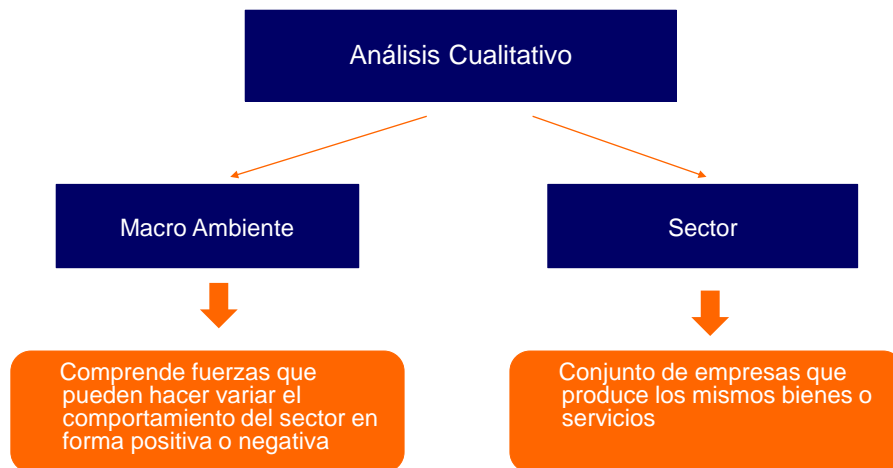 Análisis Cualitativo
Macro Ambiente
Sector
Comprende fuerzas que
pueden hacer variar el
comportamiento del sector en
forma positiva o negativa
Conjunto de empresas que
produce los mismos bienes o
servicios